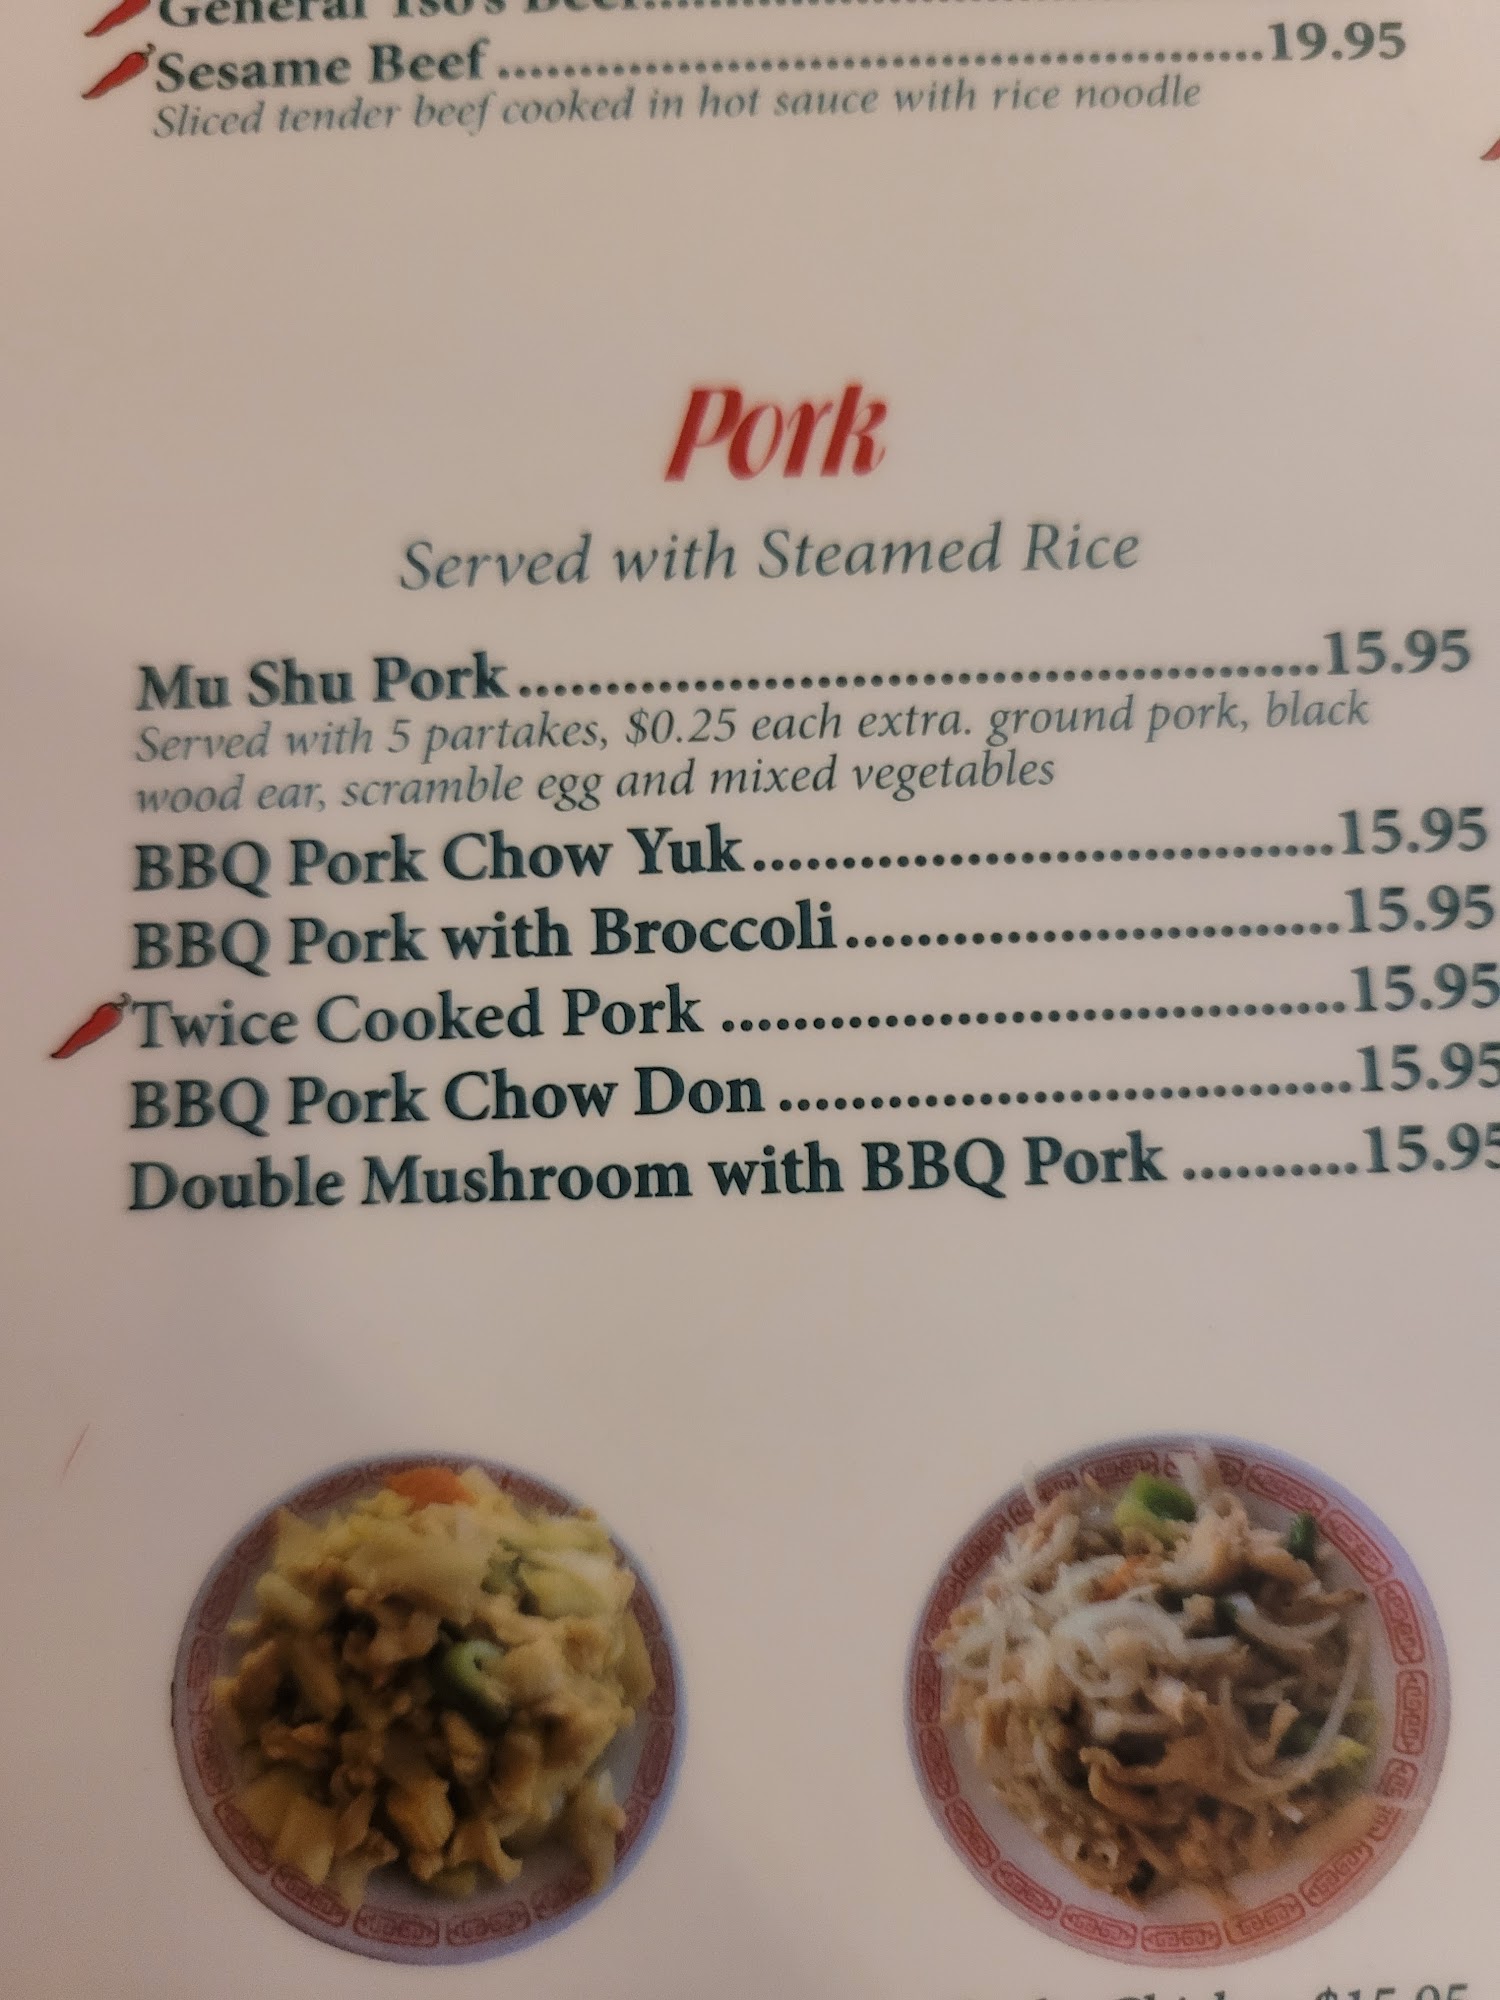 General Tso's Beef
Sesame Beef ........................................................ 19.95
Sliced tender beef cooked in hot sauce with rice noodle
Pork
Served with Steamed Rice
Mu Shu Pork ........................................................ 15.95
Served with 5 partakes, $0.25 each extra. ground pork, black
wood ear, scramble egg and mixed vegetables
BBQ Pork Chow Yuk ........................................ 15.95
BBQ Pork with Broccoli .................................. 15.95
Twice Cooked Pork .......................................... 15.95
BBQ Pork Chow Don ...................................... 15.95
Double Mushroom with BBQ Pork .......... 15.95